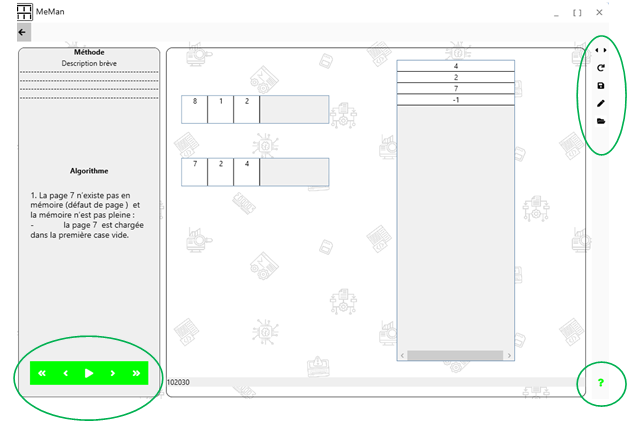 MeMan
Méthode
Description brève
Algorithme
1. La page 7 n'existe pas en
mémoire (défaut de page ) et
la mémoire n'est pas pleine :
- la page 7 est chargée
dans la première case vide.
8 1 2
7 2 4
4
2
7
-1
102030
?